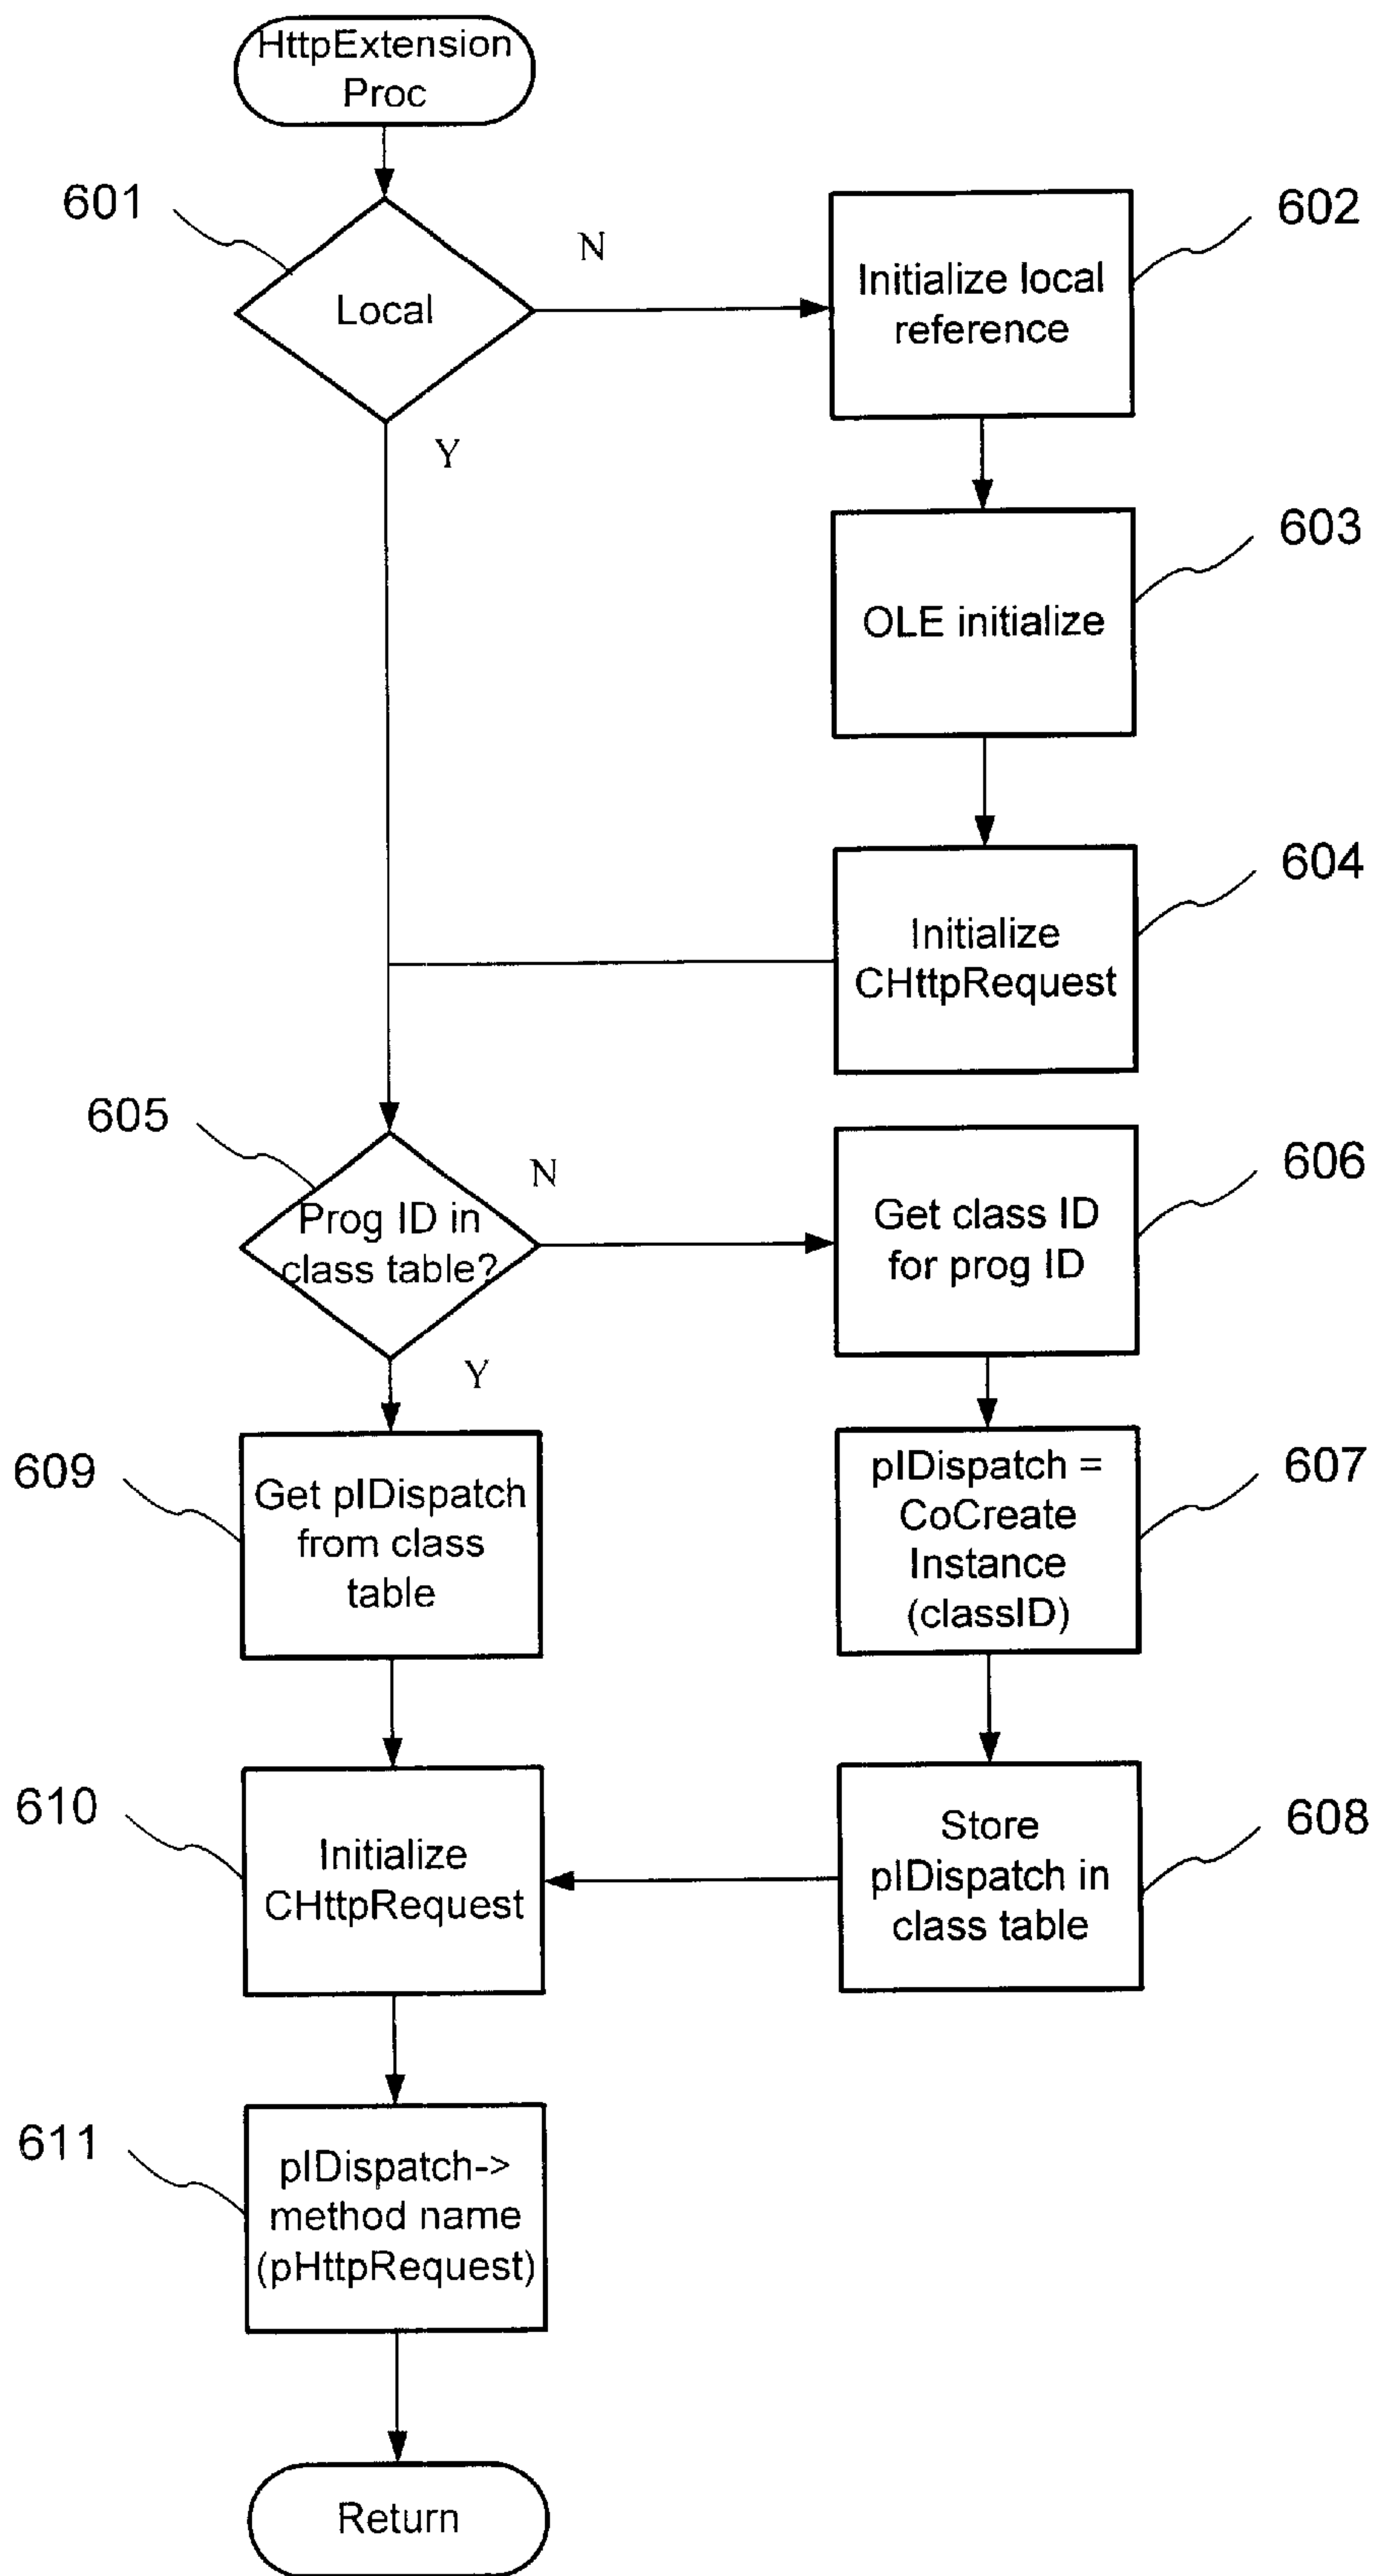 HttpExtension
Proc
601
Local
N
Y
602
Initialize local
reference
603
OLE initialize
604
Initialize
CHttpRequest
605
Prog ID in
class table?
N
Y
606
Get class ID
for prog ID
607
pIDispatch =
CoCreate
Instance
(classID)
608
Store
pIDispatch in
class table
609
Get pIDispatch
from class
table
610
Initialize
CHttpRequest
611
pIDispatch->
method name
(pHttpRequest)
Return